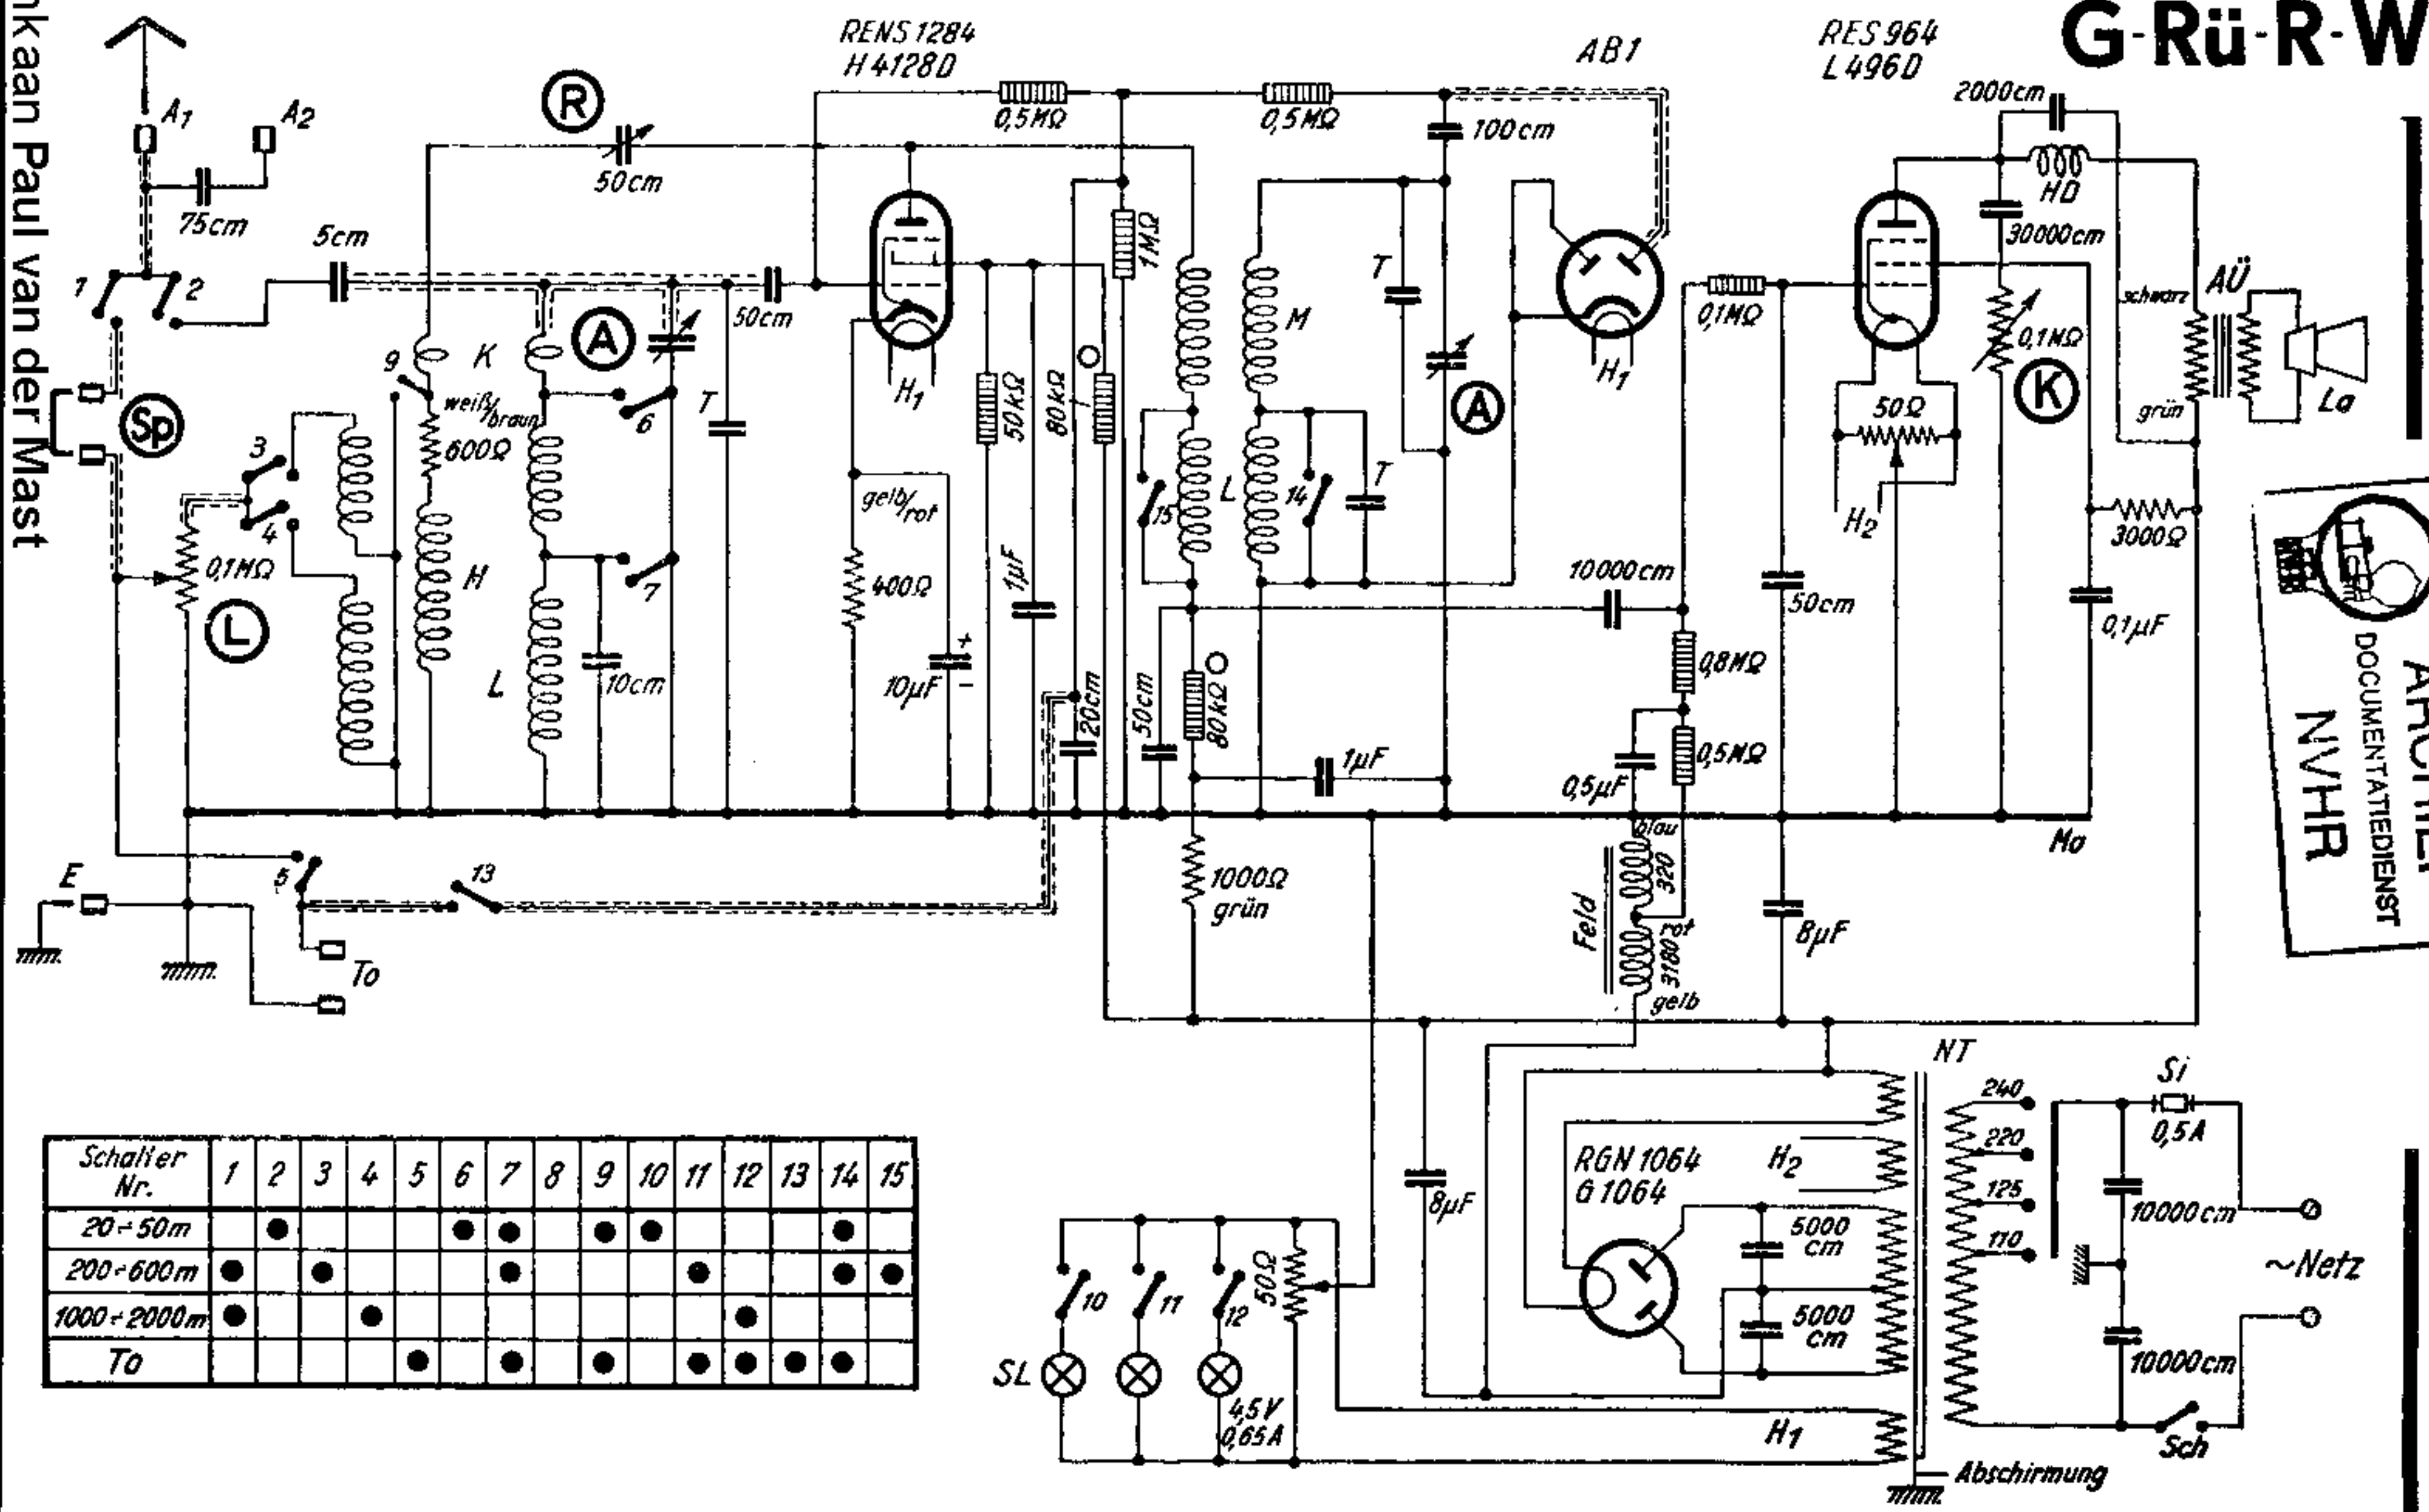 nkaan Paul van der Mast
G-Rü-R-W
RENS 1284
H 4128D
AB1
RES 964
L 496D
A1
A2
75cm
5cm
R
50cm
0,5MΩ
0,5MΩ
100cm
2000cm
HD
30000cm
1
2
50cm
A
K
9
weiß/braun
600Ω
6
T
H1
50kΩ
80kΩ
1MΩ
M
T
A
H1
0,1MΩ
schwarz
AÜ
0,1MΩ
K
50Ω
grün
La
Sp
3
4
0,1MΩ
L
H
7
L
10cm
gelb/rot
400Ω
10µF
+
-
1µF
20cm
50cm
15
L
14
T
10000cm
80kΩ
1µF
0,8MΩ
0,5MΩ
0,5µF
50cm
H2
3000Ω
0,1µF
Ma
DOCUMENTATIEDIENST
NVHR
E
5
13
To
1000Ω
grün
Feld
blau
320
rot
3180
gelb
8µF
Schalter Nr. 1 2 3 4 5 6 7 8 9 10 11 12 13 14 15
20÷50m
200÷600m
1000÷2000m
To
8µF
RGN 1064
G 1064
H2
5000 cm
5000 cm
NT
240
220
125
110
Si
0,5A
10000cm
10000cm
~Netz
Sch
SL
10
11
12
50Ω
4,5V
0,65A
H1
Abschirmung